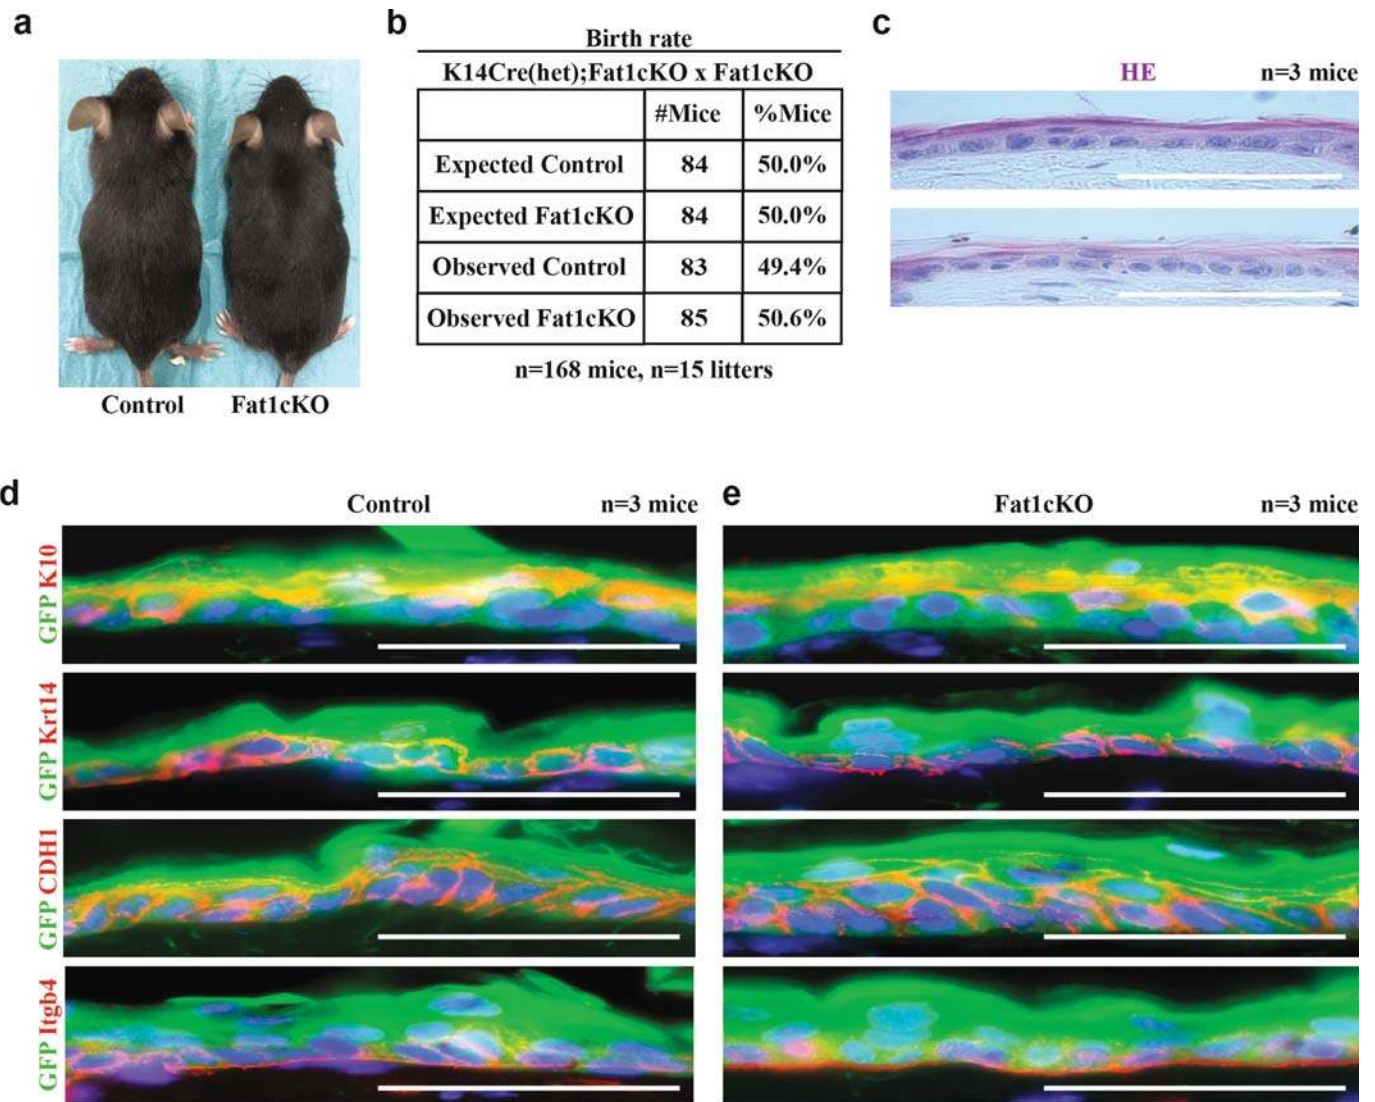 a
Control Fat1cKO
b
Birth rate
K14Cre(het);Fat1cKO x Fat1cKO
#Mice %Mice
Expected Control 84 50.0%
Expected Fat1cKO 84 50.0%
Observed Control 83 49.4%
Observed Fat1cKO 85 50.6%
n=168 mice, n=15 litters
c
HE n=3 mice
d
Control n=3 mice
GFP K10
GFP Krt14
GFP CDH1
GFP Itgb4
e
Fat1cKO n=3 mice